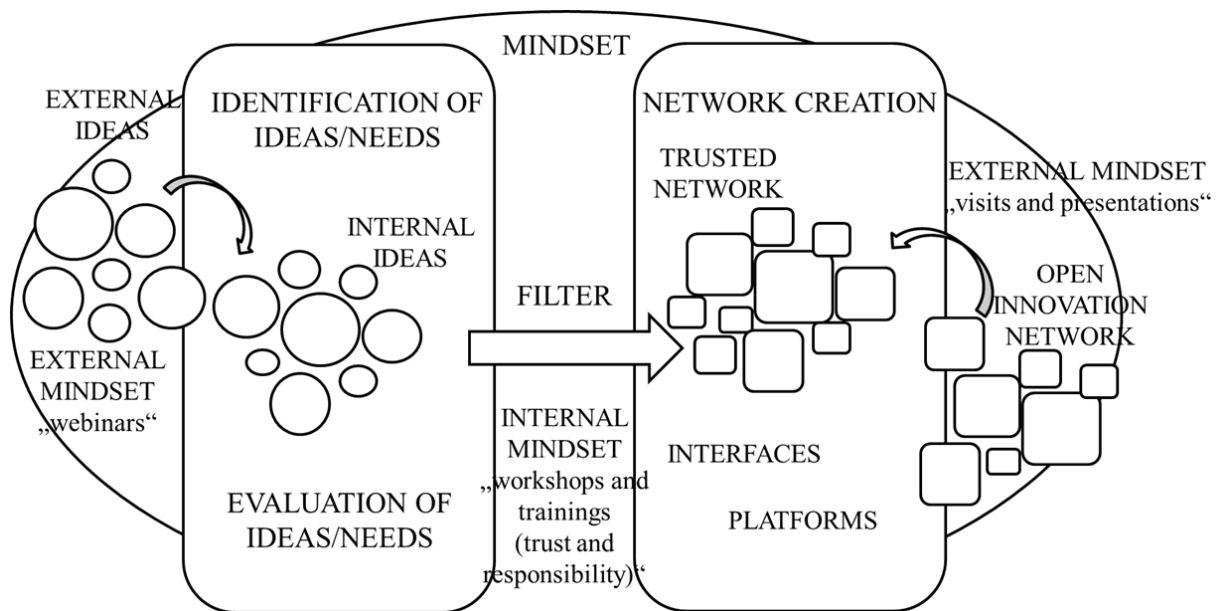 MINDSET
EXTERNAL
IDEAS
IDENTIFICATION OF
IDEAS/NEEDS
INTERNAL
IDEAS
EXTERNAL
MINDSET
„webinars“
EVALUATION OF
IDEAS/NEEDS
FILTER
INTERNAL
MINDSET
„workshops and
trainings
(trust and
responsibility)“
NETWORK CREATION
TRUSTED
NETWORK
INTERFACES
PLATFORMS
EXTERNAL MINDSET
„visits and presentations“
OPEN
INNOVATION
NETWORK